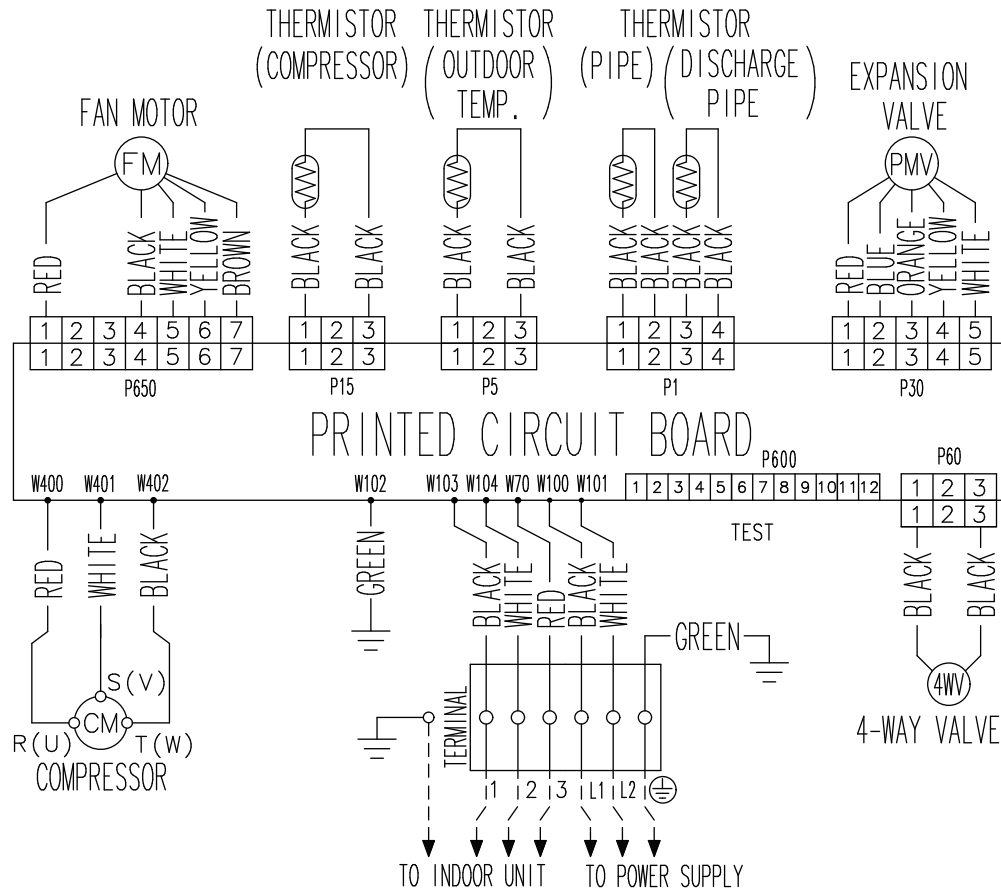 THERMISTOR THERMISTOR THERMISTOR
(COMPRESSOR) (OUTDOOR TEMP.) (PIPE) (DISCHARGE PIPE)
EXPANSION
VALVE
FAN MOTOR
FM
PMV
RED BLACK WHITE YELLOW BROWN
BLACK BLACK
BLACK BLACK
BLACK BLACK BLACK BLACK
RED BLUE ORANGE YELLOW WHITE
1 2 3 4 5 6 7
1 2 3 4 5 6 7
P650
1 2 3
1 2 3
P15
1 2 3
1 2 3
P5
1 2 3 4
1 2 3 4
P1
1 2 3 4 5
1 2 3 4 5
P30
PRINTED CIRCUIT BOARD
W400 W401 W402 W102 W103 W104 W70 W100 W101
P600
1 2 3 4 5 6 7 8 9 10 11 12
TEST
P60
1 2 3
1 2 3
RED WHITE BLACK
GREEN
BLACK WHITE RED BLACK WHITE
GREEN
BLACK BLACK
4WV
4-WAY VALVE
S(V)
CM
R(U) T(W)
COMPRESSOR
TERMINAL
1 2 3 L1 L2
TO INDOOR UNIT TO POWER SUPPLY